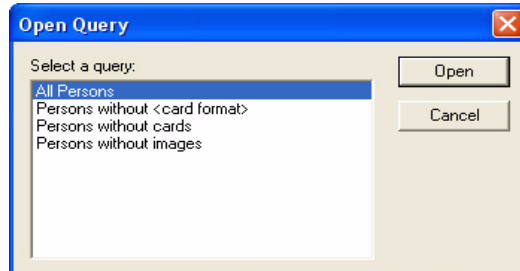 Open Query
Select a query:
All Persons
Persons without <card format>
Persons without cards
Persons without images
Open
Cancel